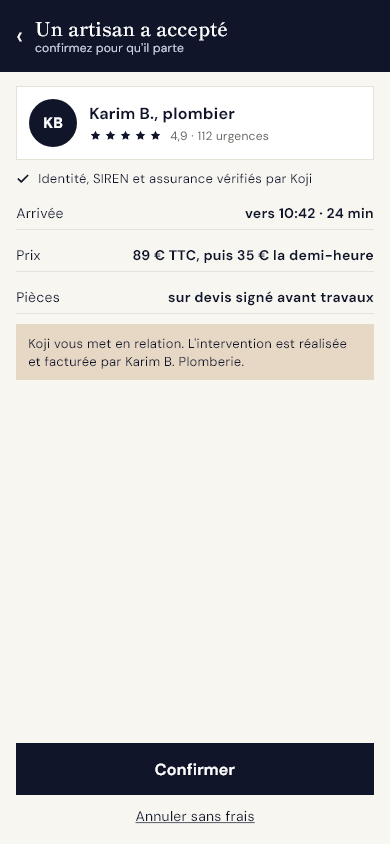 Un artisan a accepté
confirmez pour qu'il parte
KB
Karim B., plombier
4,9 · 112 urgences
Identité, SIREN et assurance vérifiés par Koji
Arrivée vers 10:42 · 24 min
Prix 89 € TTC, puis 35 € la demi-heure
Pièces sur devis signé avant travaux
Koji vous met en relation. L'intervention est réalisée
et facturée par Karim B. Plomberie.
Confirmer
Annuler sans frais